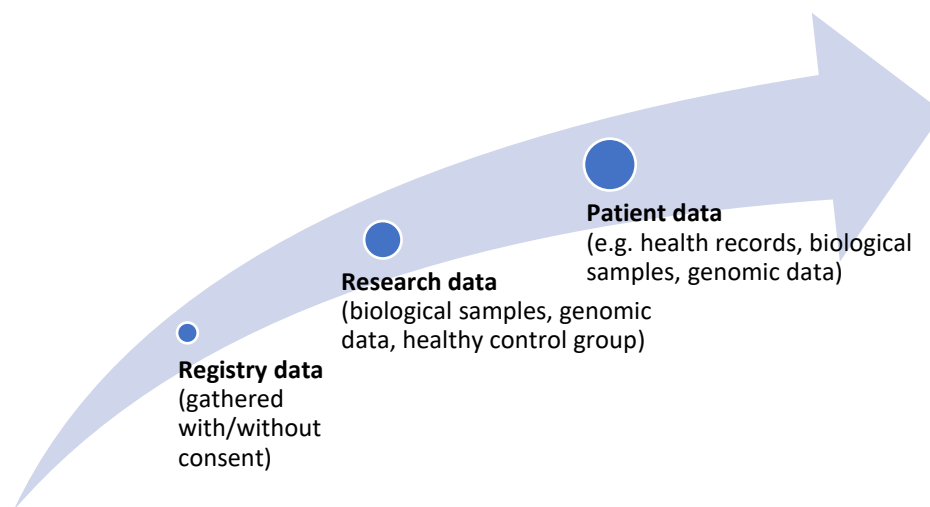 Patient data
(e.g. health records, biological
samples, genomic data)
Research data
(biological samples, genomic
data, healthy control group)
Registry data
(gathered
with/without
consent)